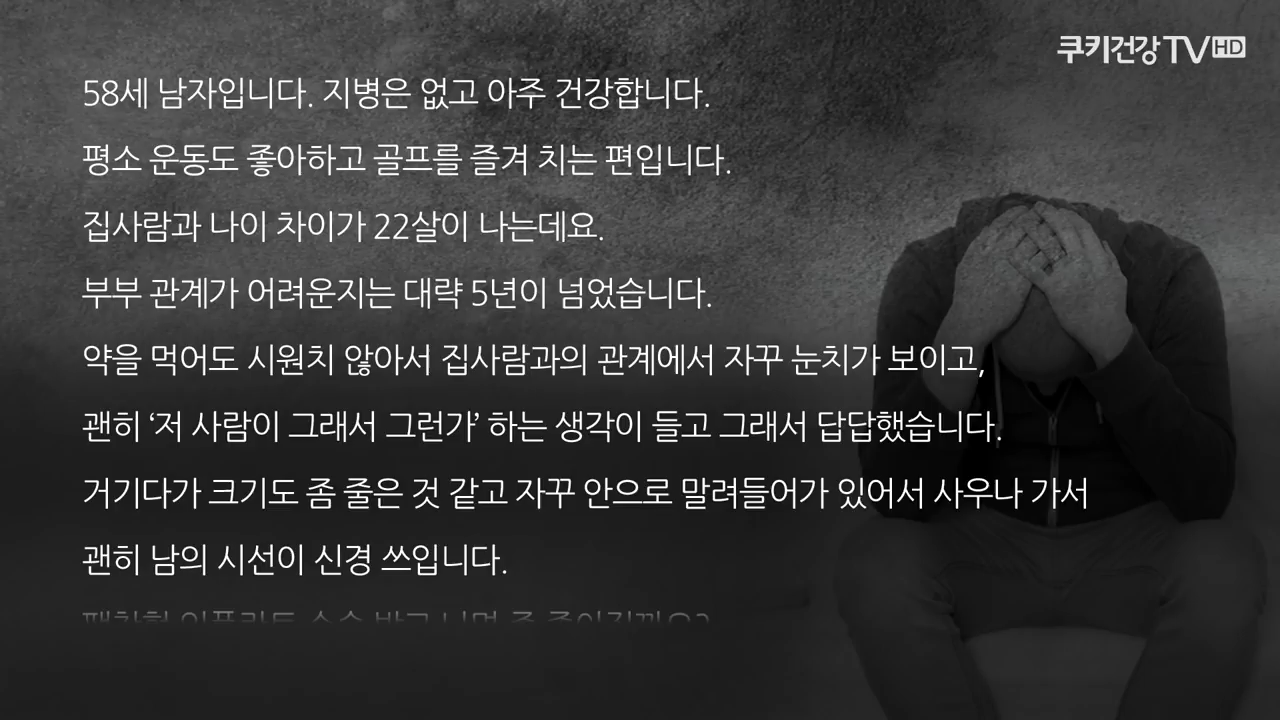 쿠키건강TV HD
58세 남자입니다. 지병은 없고 아주 건강합니다.
평소 운동도 좋아하고 골프를 즐겨 치는 편입니다.
집사람과 나이 차이가 22살이 나는데요.
부부 관계가 어려운지는 대략 5년이 넘었습니다.
약을 먹어도 시원치 않아서 집사람과의 관계에서 자꾸 눈치가 보이고,
괜히 ‘저 사람이 그래서 그런가’ 하는 생각이 들고 그래서 답답했습니다.
거기다가 크기도 좀 줄은 것 같고 자꾸 안으로 말려들어가 있어서 사우나 가서
괜히 남의 시선이 신경 쓰입니다.